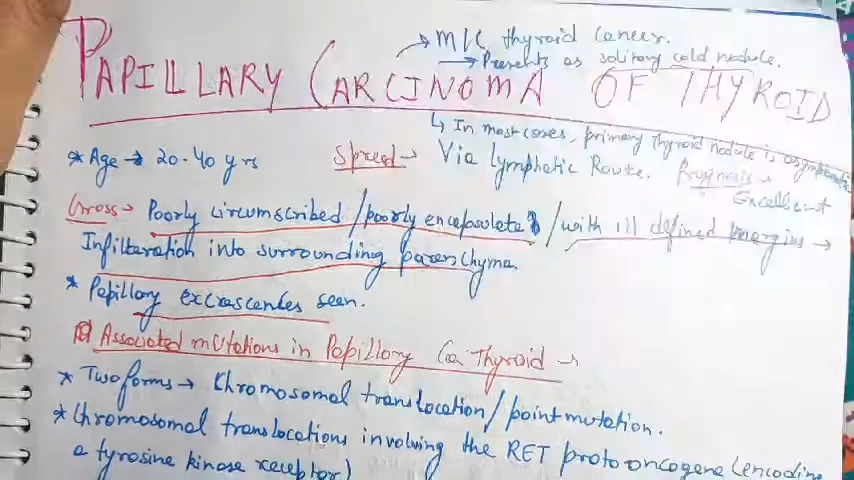 → M/C thyroid Cancer.
→ Presents as solitary cold nodule.
PAPILLARY CARCINOMA OF THYROID
↳ In most cases, primary thyroid nodule is asymptomatic
* Age → 20-40 yrs Spread → Via lymphatic Route. Prognosis → Excellent
Gross → Poorly circumscribed / poorly encapsulated / with ill defined margins →
Infilteration into surrounding parenchyma.
* Papillary excrescentes seen.
Associated mutations in Papillary Ca Thyroid →
* Two forms → Chromosomal translocation / point mutation.
* Chromosomal translocations involving the RET proto-oncogene (encoding
a tyrosine kinase receptor)